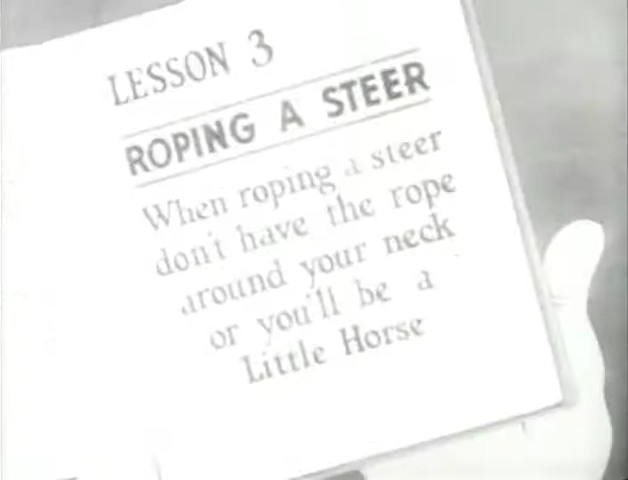 LESSON 3
ROPING A STEER
When roping a steer
don't have the rope
around your neck
or you'll be a
Little Horse